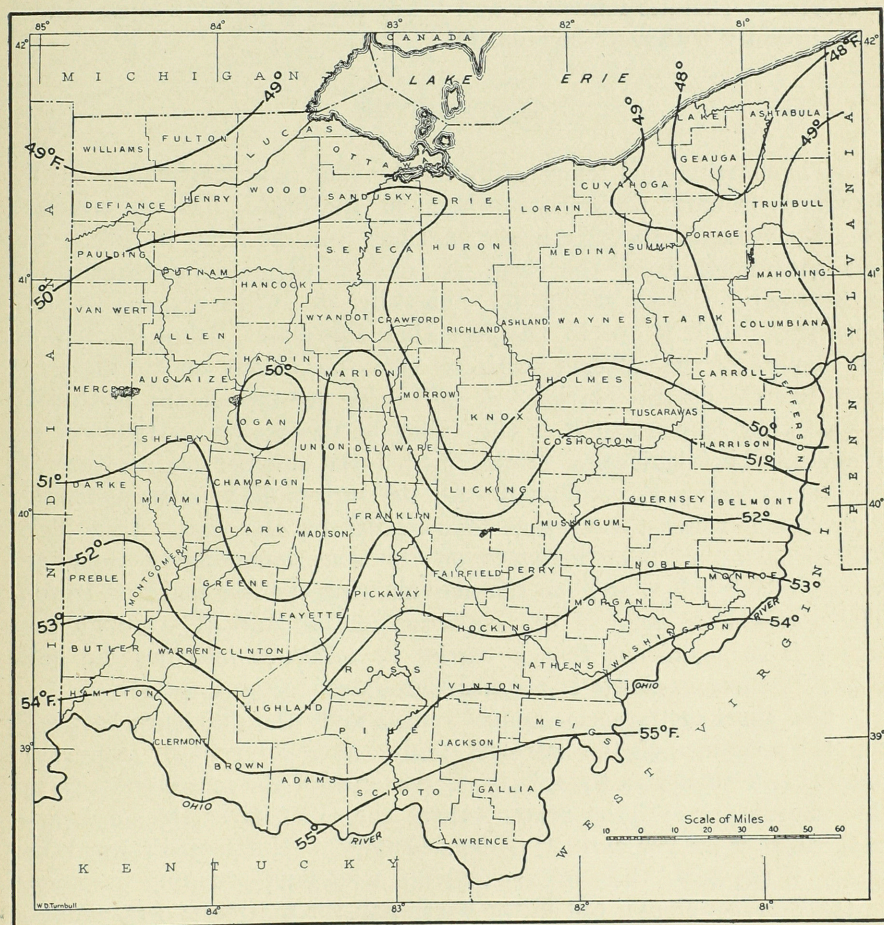 85°
84°
83°
82°
81°
42°
CANADA
42°
MICHIGAN
LAKE ERIE
48°F.
49°
48°
49°
49°
49°F.
LAKE
ASHTABULA
WILLIAMS
FULTON
LUCAS
OTTAWA
GEAUGA
CUYAHOGA
TRUMBULL
DEFIANCE
HENRY
WOOD
SANDUSKY
ERIE
LORAIN
PORTAGE
PAULDING
SENECA
HURON
MEDINA
SUMMIT
MAHONING
PUTNAM
HANCOCK
41°
41°
50°
VAN WERT
ALLEN
WYANDOT
CRAWFORD
RICHLAND
ASHLAND
WAYNE
STARK
COLUMBIANA
HARDIN
MERCER
AUGLAIZE
50°
MARION
MORROW
HOLMES
CARROLL
JEFFERSON
LOGAN
KNOX
TUSCARAWAS
50°
SHELBY
UNION
DELAWARE
COSHOCTON
HARRISON
51°
51°
DARKE
MIAMI
CHAMPAIGN
LICKING
GUERNSEY
BELMONT
40°
40°
CLARK
FRANKLIN
MUSKINGUM
52°
MADISON
52°
PREBLE
MONTGOMERY
GREENE
FAIRFIELD
PERRY
NOBLE
MONROE
53°
PICKAWAY
MORGAN
53°
FAYETTE
HOCKING
WASHINGTON
54°
RIVER
BUTLER
WARREN
CLINTON
ROSS
ATHENS
54°F.
HAMILTON
HIGHLAND
VINTON
OHIO
PIKE
MEIGS
55°F.
39°
39°
CLERMONT
JACKSON
BROWN
ADAMS
SCIOTO
GALLIA
OHIO
55°
RIVER
LAWRENCE
INDIANA
PENNSYLVANIA
WEST VIRGINIA
KENTUCKY
Scale of Miles
10 0 10 20 30 40 50 60
W.D.Turnbull
84°
83°
82°
81°